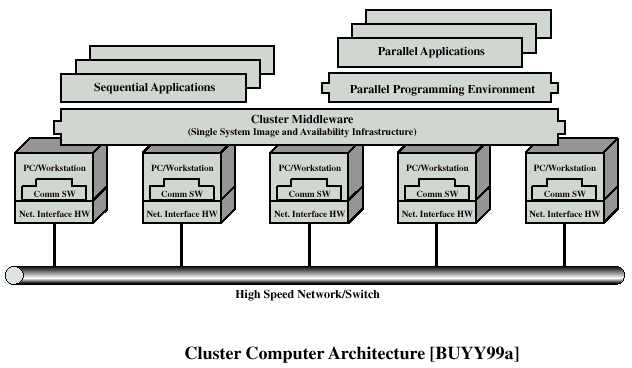 Parallel Applications
Sequential Applications
Parallel Programming Environment
Cluster Middleware
(Single System Image and Availability Infrastructure)
PC/Workstation
Comm SW
Net. Interface HW
PC/Workstation
Comm SW
Net. Interface HW
PC/Workstation
Comm SW
Net. Interface HW
PC/Workstation
Comm SW
Net. Interface HW
PC/Workstation
Comm SW
Net. Interface HW
High Speed Network/Switch
Cluster Computer Architecture [BUYY99a]